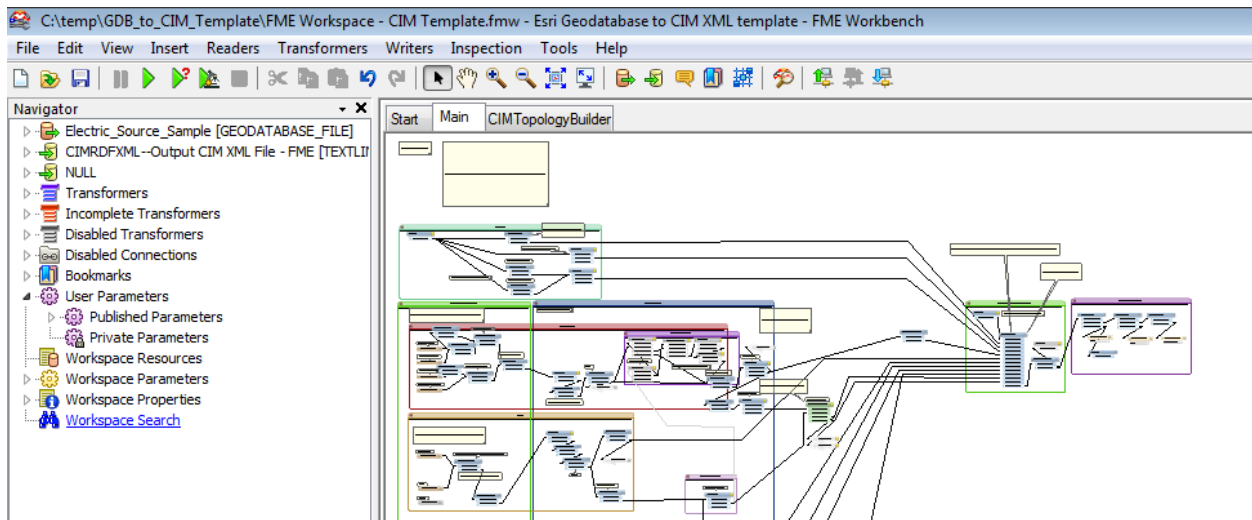 C:\temp\GDB_to_CIM_Template\FME Workspace - CIM Template.fmw - Esri Geodatabase to CIM XML template - FME Workbench
File Edit View Insert Readers Transformers Writers Inspection Tools Help
Navigator
Start Main CIMTopologyBuilder
Electric_Source_Sample [GEODATABASE_FILE]
CIMRDFXML--Output CIM XML File - FME [TEXTLI
NULL
Transformers
Incomplete Transformers
Disabled Transformers
Disabled Connections
Bookmarks
User Parameters
Published Parameters
Private Parameters
Workspace Resources
Workspace Parameters
Workspace Properties
Workspace Search